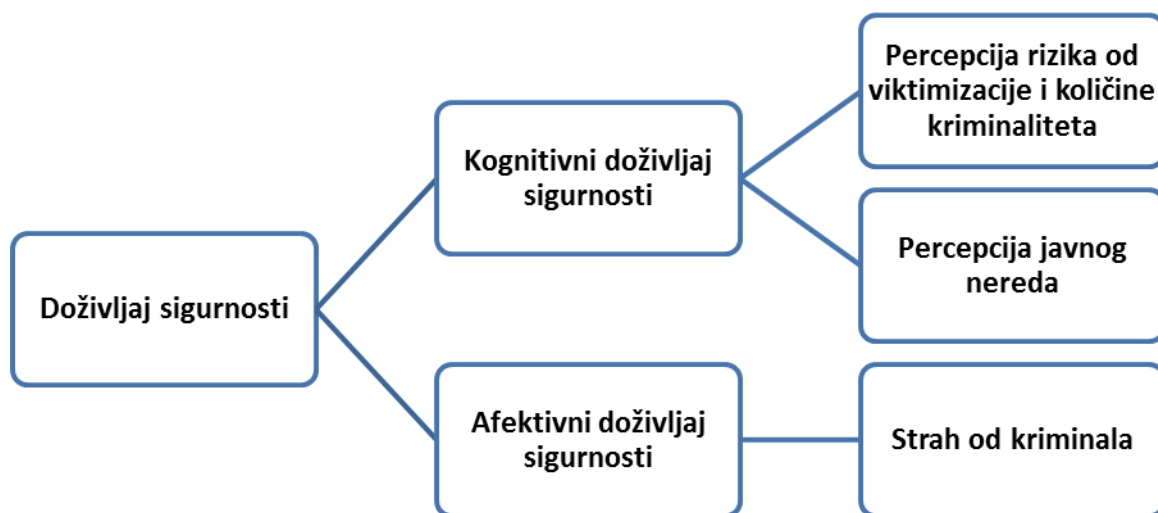 Doživljaj sigurnosti
Kognitivni doživljaj
sigurnosti
Percepcija rizika od
viktimizacije i količine
kriminaliteta
Percepcija javnog
nereda
Afektivni doživljaj
sigurnosti
Strah od kriminala